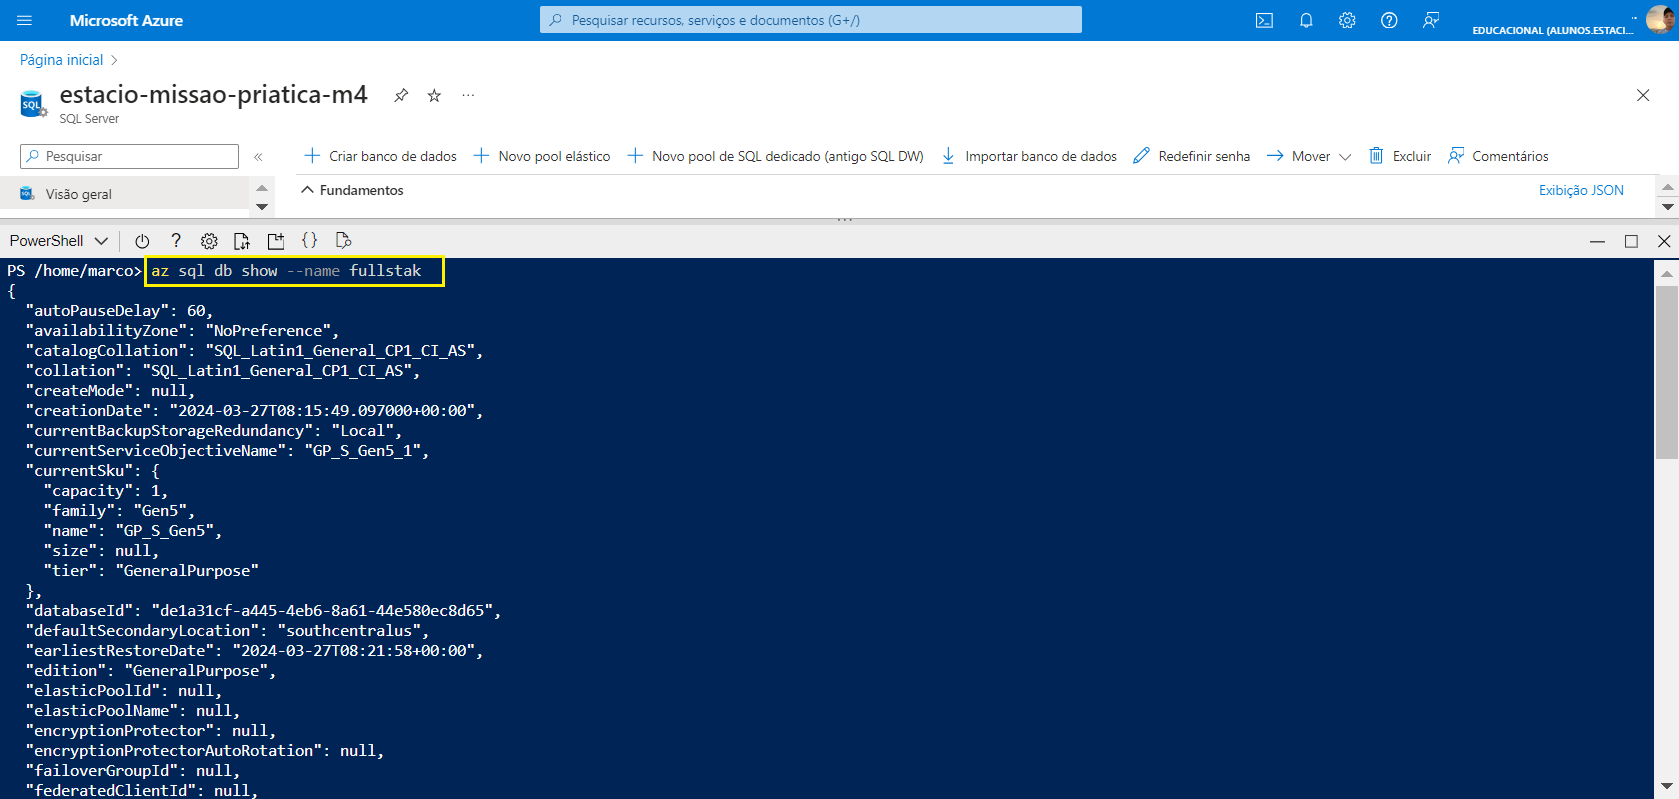 Microsoft Azure
Pesquisar recursos, serviços e documentos (G+/)
EDUCACIONAL (ALUNOS.ESTACI...
Página inicial
estacio-missao-priatica-m4
SQL
SQL Server
Pesquisar
Criar banco de dados
Novo pool elástico
Novo pool de SQL dedicado (antigo SQL DW)
Importar banco de dados
Redefinir senha
Mover
Excluir
Comentários
Visão geral
Fundamentos
Exibição JSON
PowerShell
PS /home/marco> az sql db show --name fullstak
{
  "autoPauseDelay": 60,
  "availabilityZone": "NoPreference",
  "catalogCollation": "SQL_Latin1_General_CP1_CI_AS",
  "collation": "SQL_Latin1_General_CP1_CI_AS",
  "createMode": null,
  "creationDate": "2024-03-27T08:15:49.097000+00:00",
  "currentBackupStorageRedundancy": "Local",
  "currentServiceObjectiveName": "GP_S_Gen5_1",
  "currentSku": {
    "capacity": 1,
    "family": "Gen5",
    "name": "GP_S_Gen5",
    "size": null,
    "tier": "GeneralPurpose"
  },
  "databaseId": "de1a31cf-a445-4eb6-8a61-44e580ec8d65",
  "defaultSecondaryLocation": "southcentralus",
  "earliestRestoreDate": "2024-03-27T08:21:58+00:00",
  "edition": "GeneralPurpose",
  "elasticPoolId": null,
  "elasticPoolName": null,
  "encryptionProtector": null,
  "encryptionProtectorAutoRotation": null,
  "failoverGroupId": null,
  "federatedClientId": null,